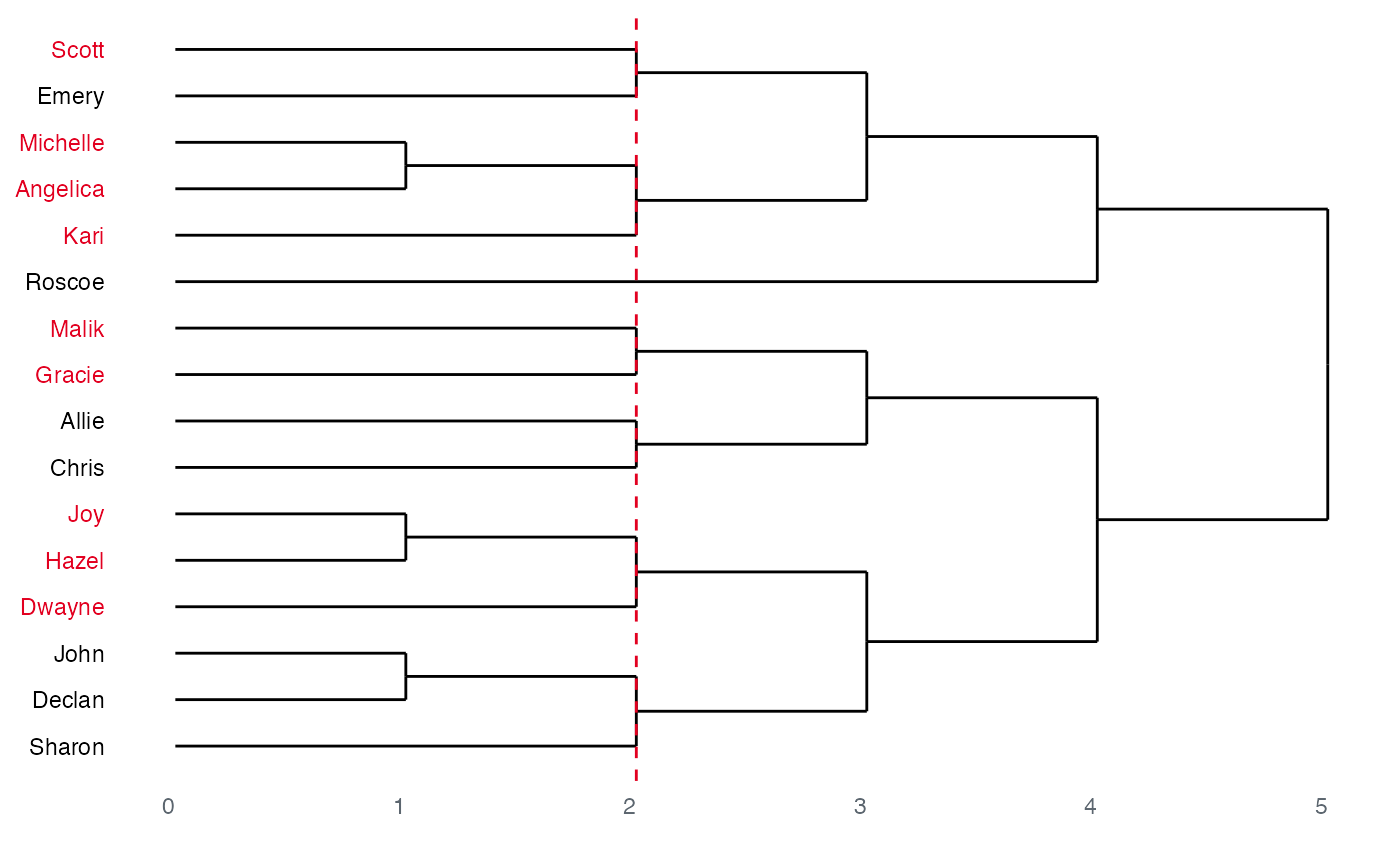 Scott
Emery
Michelle
Angelica
Kari
Roscoe
Malik
Gracie
Allie
Chris
Joy
Hazel
Dwayne
John
Declan
Sharon
0 1 2 3 4 5